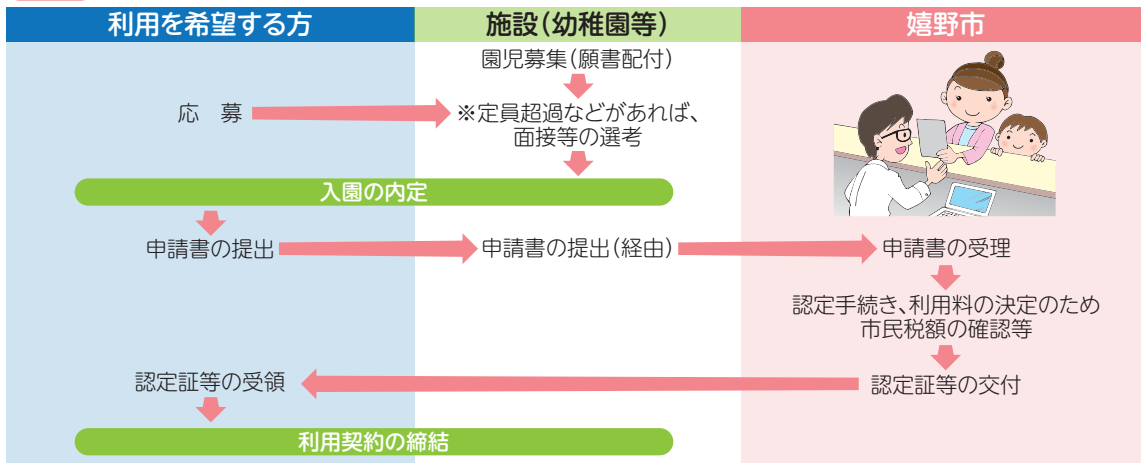 利用を希望する方
施設(幼稚園等)
嬉野市
園児募集(願書配付)
応　募
※定員超過などがあれば、
面接等の選考
入園の内定
申請書の提出
申請書の提出(経由)
申請書の受理
認定手続き、利用料の決定のため
市民税額の確認等
認定証等の受領
認定証等の交付
利用契約の締結